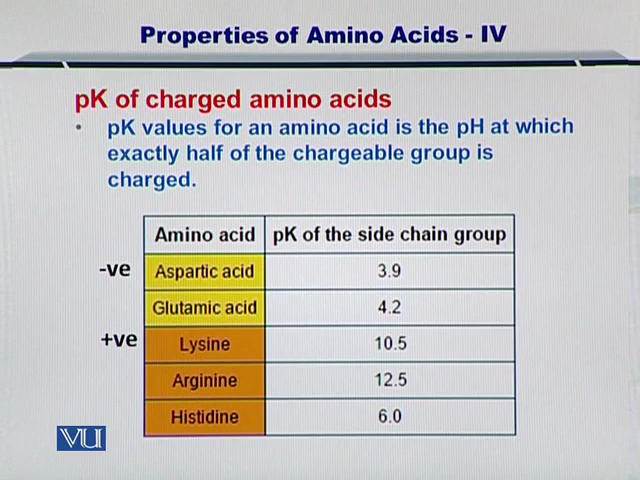 Properties of Amino Acids - IV
pK of charged amino acids
• pK values for an amino acid is the pH at which
exactly half of the chargeable group is
charged.
Amino acid pK of the side chain group
-ve Aspartic acid 3.9
Glutamic acid 4.2
+ve Lysine 10.5
Arginine 12.5
Histidine 6.0
VU